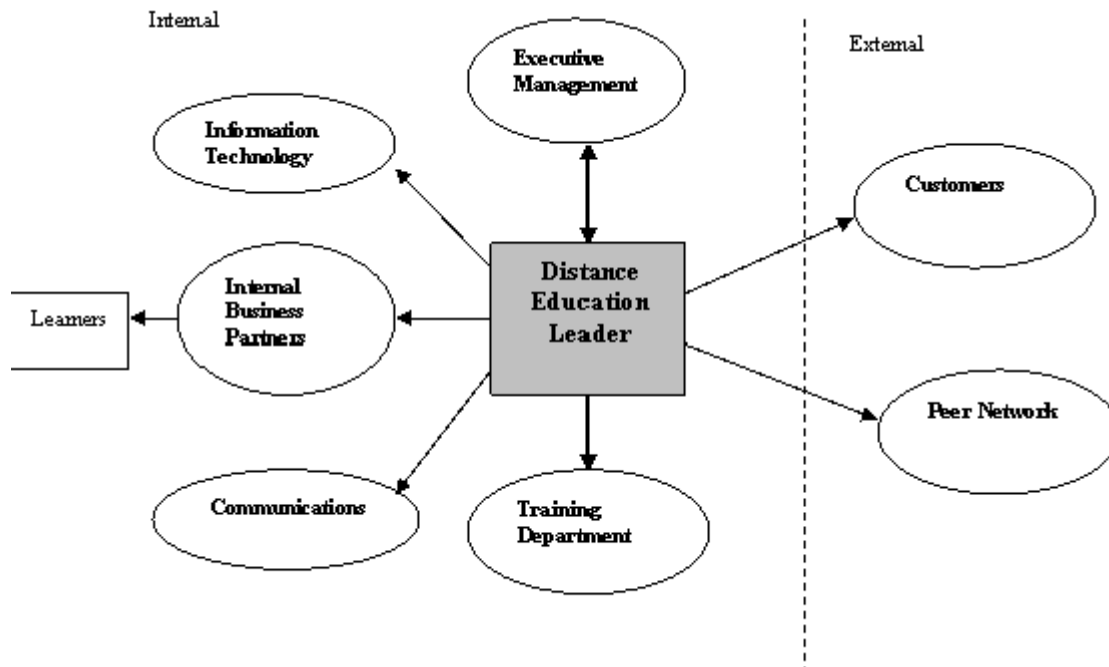 Internal
External
Executive
Management
Information
Technology
Customers
Distance
Education
Leader
Internal
Business
Partners
Learners
Peer Network
Communications
Training
Department